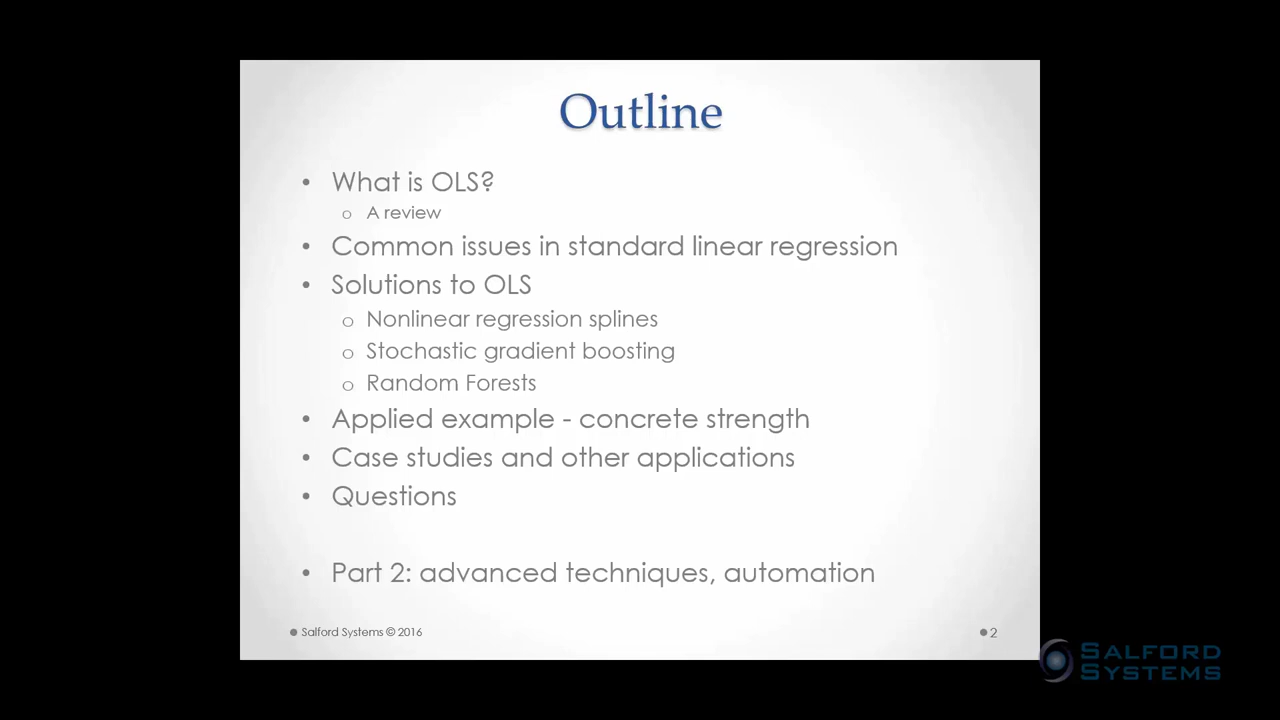 Outline
• What is OLS?
o A review
• Common issues in standard linear regression
• Solutions to OLS
o Nonlinear regression splines
o Stochastic gradient boosting
o Random Forests
• Applied example - concrete strength
• Case studies and other applications
• Questions
• Part 2: advanced techniques, automation
● Salford Systems © 2016
● 2
SALFORD
SYSTEMS